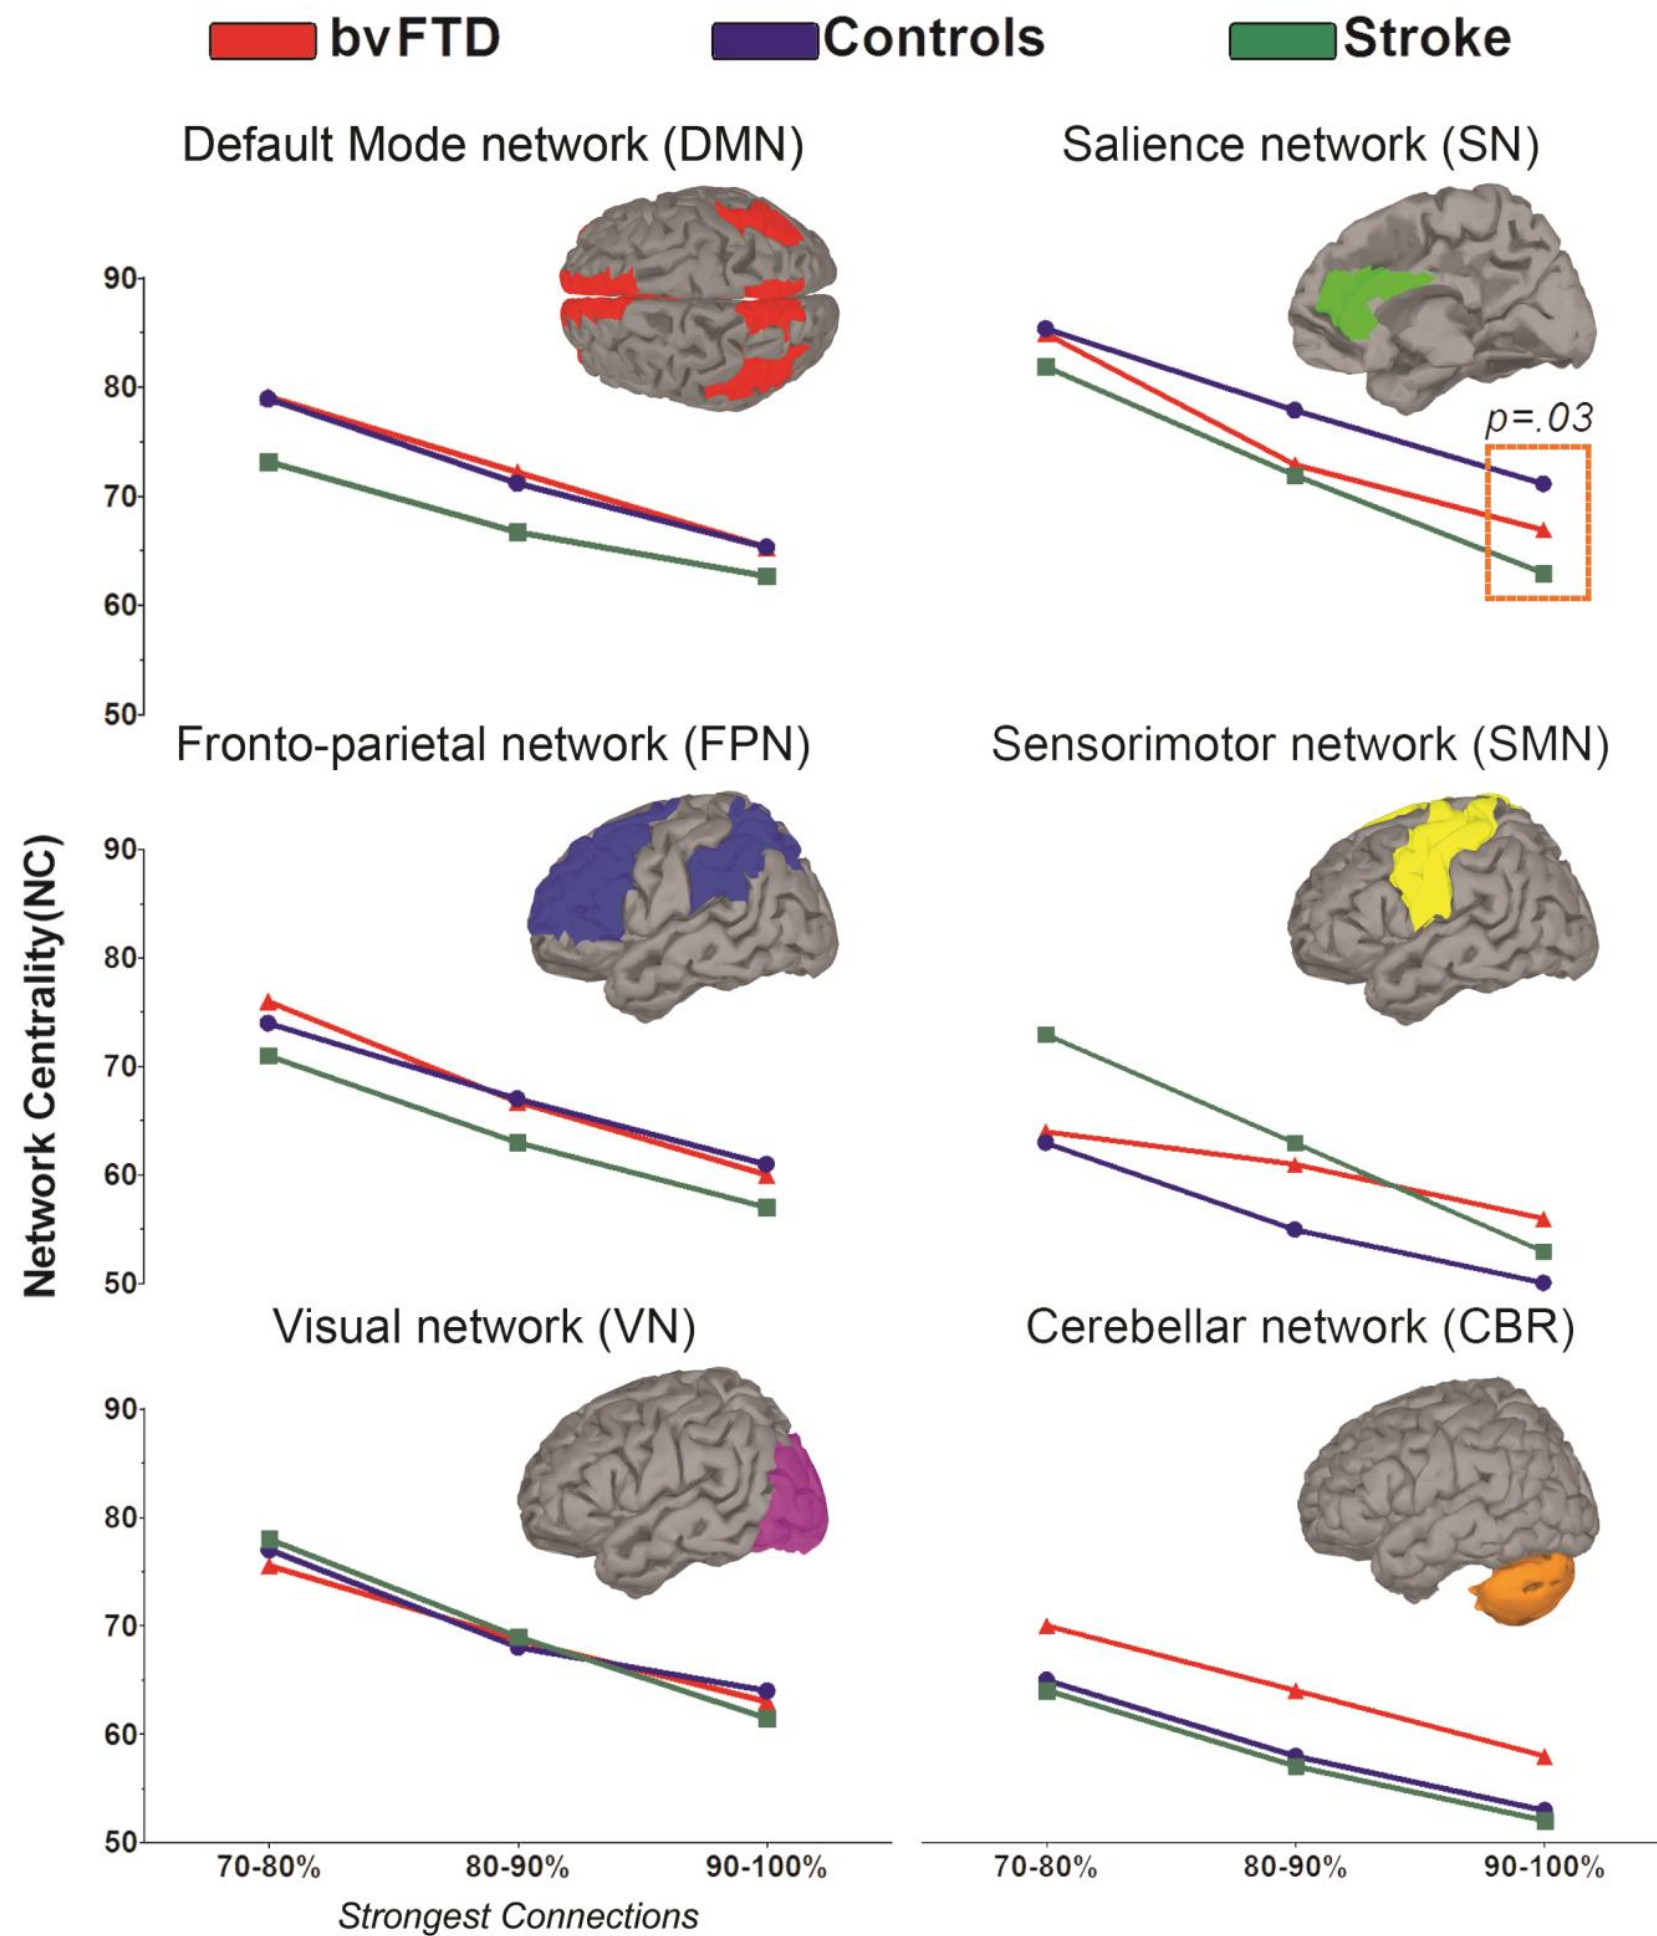 bvFTD Controls Stroke
Default Mode network (DMN) Salience network (SN)
90
80
70
60
50
p=.03
Fronto-parietal network (FPN) Sensorimotor network (SMN)
Network Centrality(NC)
90
80
70
60
50
Visual network (VN) Cerebellar network (CBR)
90
80
70
60
50
70-80% 80-90% 90-100% 70-80% 80-90% 90-100%
Strongest Connections